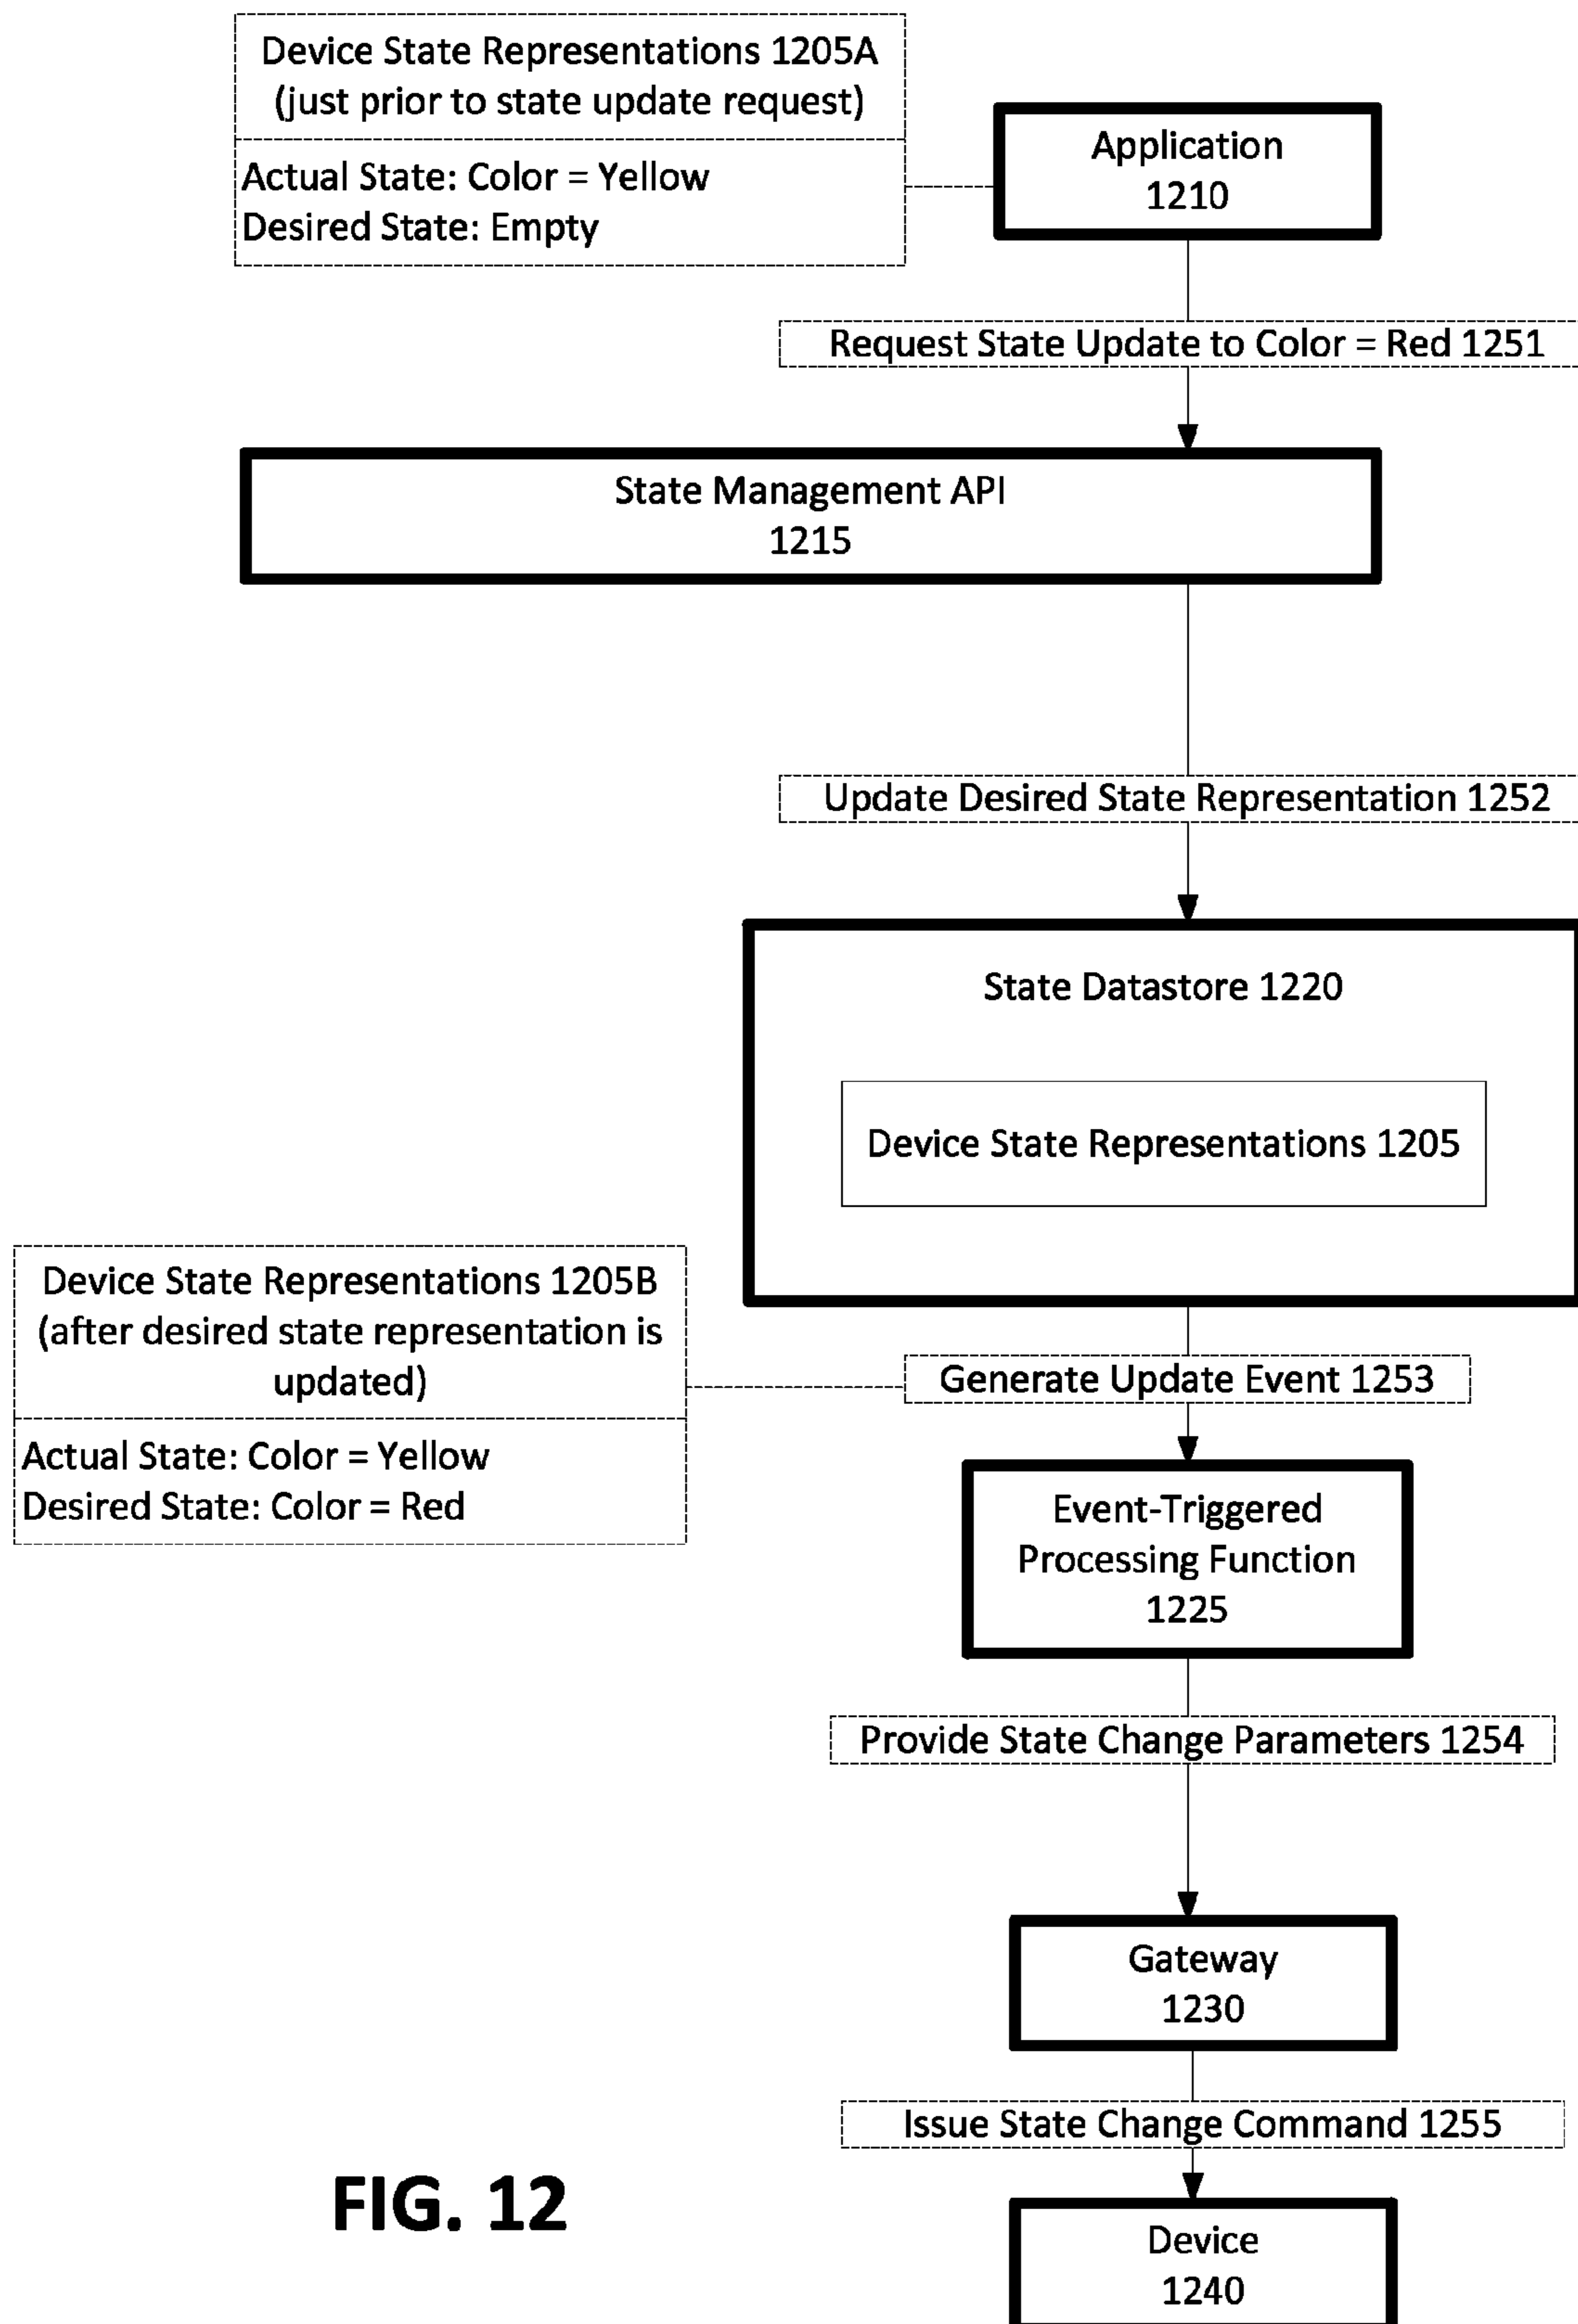 Device State Representations 1205A
(just prior to state update request)
Actual State: Color = Yellow
Desired State: Empty
Application
1210
Request State Update to Color = Red 1251
State Management API
1215
Update Desired State Representation 1252
State Datastore 1220
Device State Representations 1205
Device State Representations 1205B
(after desired state representation is
updated)
Actual State: Color = Yellow
Desired State: Color = Red
Generate Update Event 1253
Event-Triggered
Processing Function
1225
Provide State Change Parameters 1254
Gateway
1230
Issue State Change Command 1255
Device
1240
FIG. 12